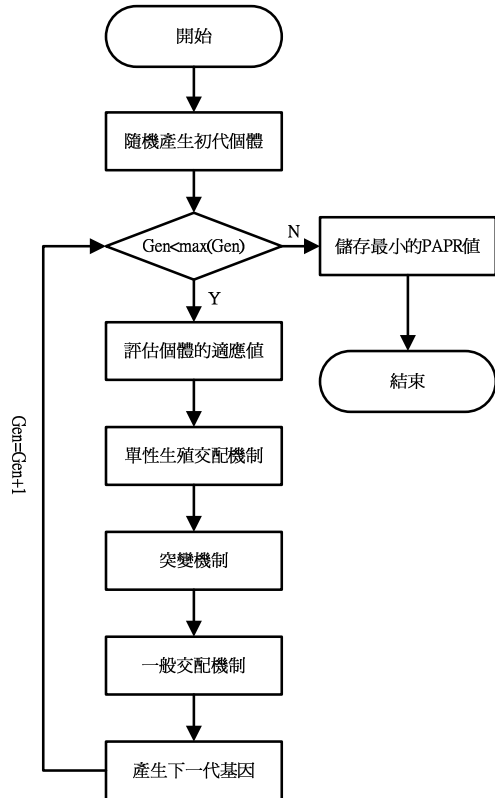 開始
隨機產生初代個體
Gen<max(Gen)
N
儲存最小的PAPR值
Y
評估個體的適應值
結束
單性生殖交配機制
Gen=Gen+1
突變機制
一般交配機制
產生下一代基因